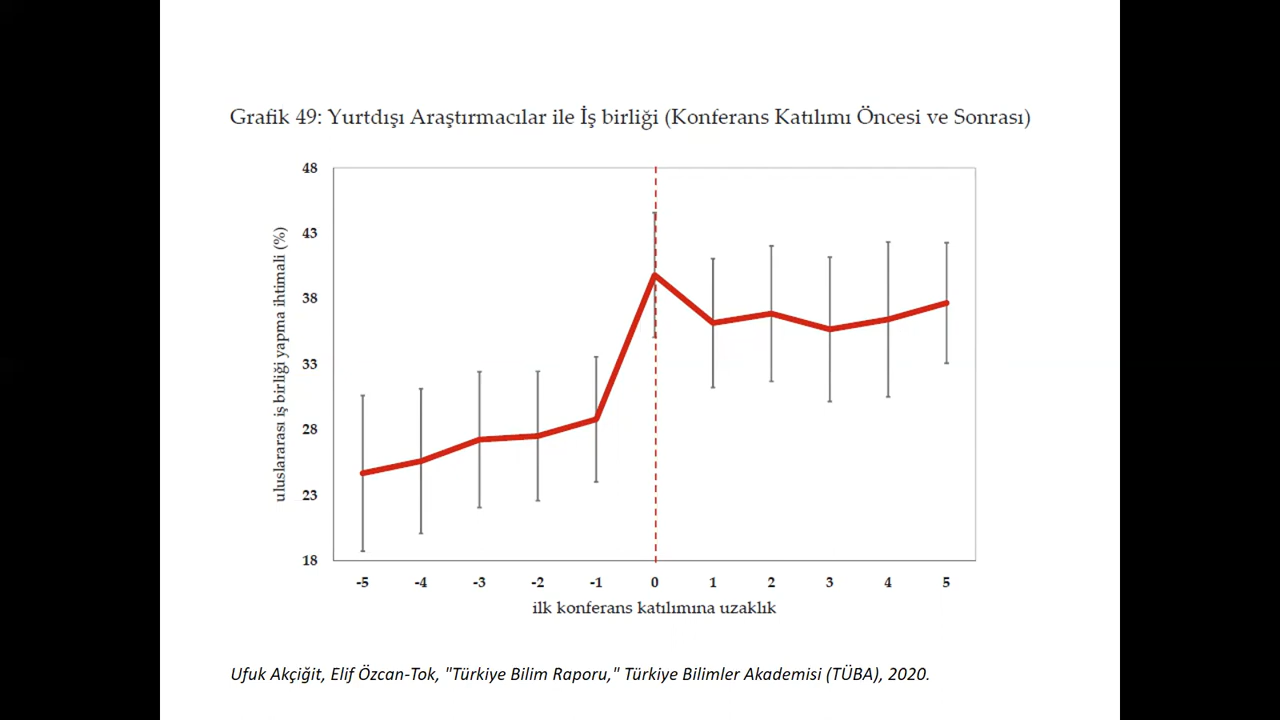 Grafik 49: Yurtdışı Araştırmacılar ile İş birliği (Konferans Katılımı Öncesi ve Sonrası)
uluslararası iş birliği yapma ihtimali (%)
48
43
38
33
28
23
18
-5 -4 -3 -2 -1 0 1 2 3 4 5
ilk konferans katılımına uzaklık
Ufuk Akçiğit, Elif Özcan-Tok, "Türkiye Bilim Raporu," Türkiye Bilimler Akademisi (TÜBA), 2020.